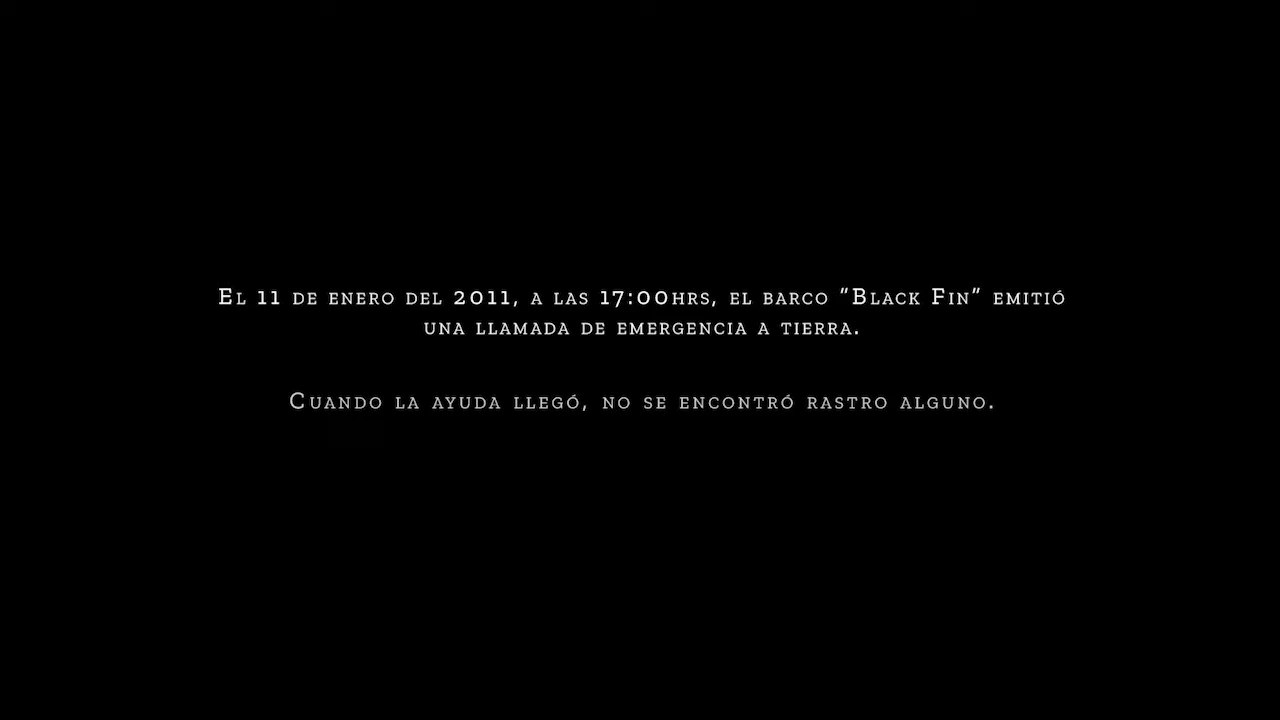 El 11 de enero del 2011, a las 17:00hrs, el barco “Black Fin” emitió
una llamada de emergencia a tierra.
Cuando la ayuda llegó, no se encontró rastro alguno.